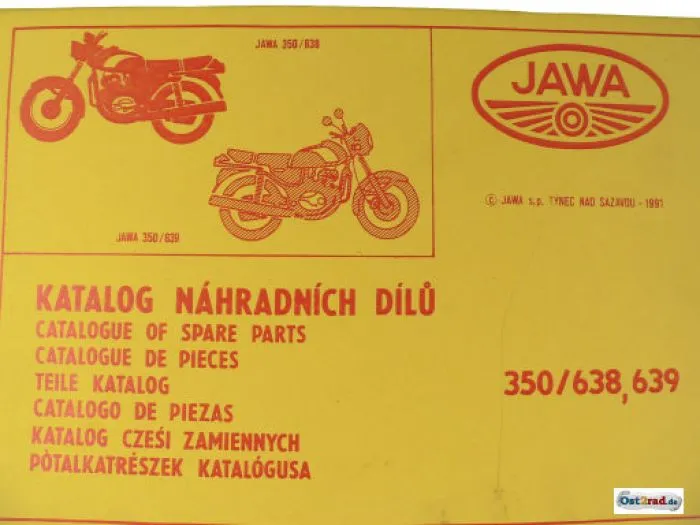 JAWA 350/638
JAWA 350/639
JAWA
© JAWA s.p. TÝNEC NAD SÁZAVOU - 1991
KATALOG NÁHRADNÍCH DÍLŮ
CATALOGUE OF SPARE PARTS
CATALOGUE DE PIECES
TEILE KATALOG
CATALOGO DE PIEZAS
KATALOG CZEŚI ZAMIENNYCH
PÒTALKATRÉSZEK KATALÓGUSA
350/638, 639
Ost2rad.de